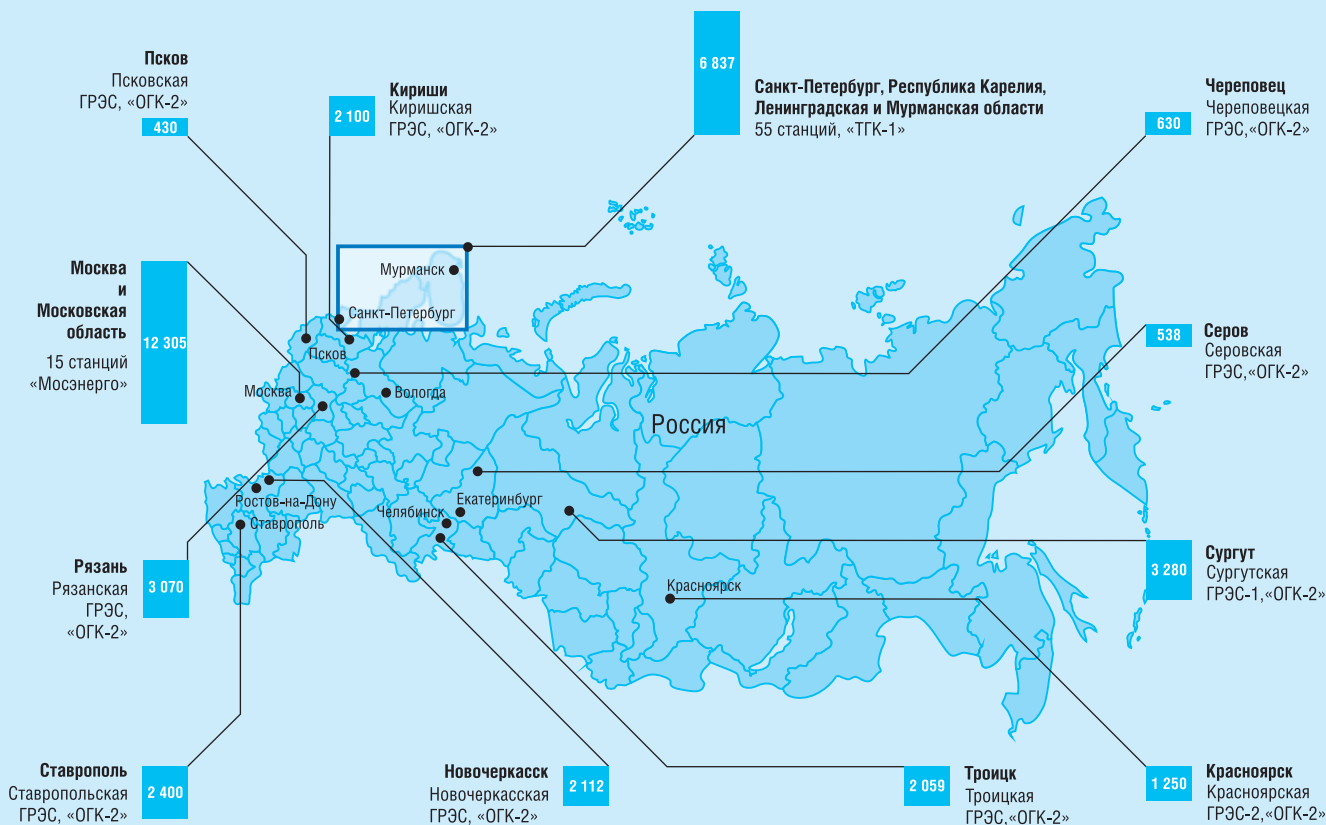 Псков
Псковская
ГРЭС, «ОГК-2»
430
Кириши
Киришская
ГРЭС, «ОГК-2»
2 100
6 837
Санкт-Петербург, Республика Карелия,
Ленинградская и Мурманская области
55 станций, «ТГК-1»
Череповец
Череповецкая
ГРЭС,«ОГК-2»
630
Москва
и
Московская
область
15 станций
«Мосэнерго»
12 305
Мурманск
Санкт-Петербург
Псков
Москва
Вологда
Россия
Серов
Серовская
ГРЭС,«ОГК-2»
538
Ростов-на-Дону
Ставрополь
Челябинск
Екатеринбург
Красноярск
Рязань
Рязанская
ГРЭС,
«ОГК-2»
3 070
Сургут
Сургутская
ГРЭС-1,«ОГК-2»
3 280
Ставрополь
Ставропольская
ГРЭС, «ОГК-2»
2 400
Новочеркасск
Новочеркасская
ГРЭС, «ОГК-2»
2 112
2 059
Троицк
Троицкая
ГРЭС,«ОГК-2»
1 250
Красноярск
Красноярская
ГРЭС-2,«ОГК-2»